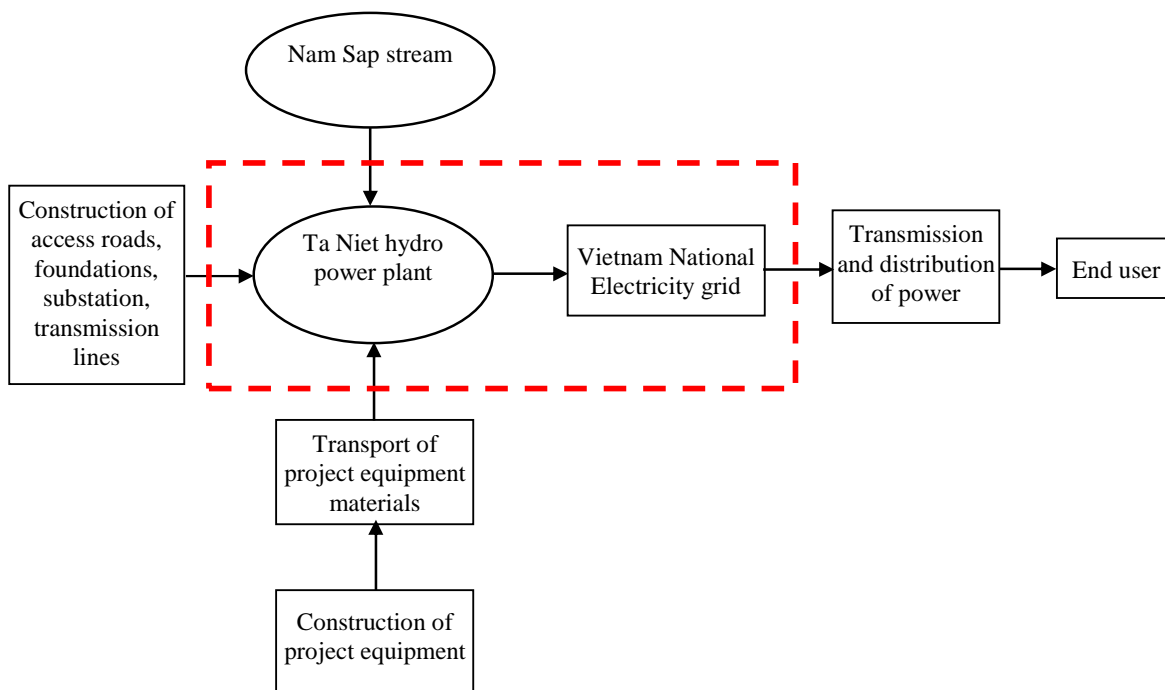 Nam Sap stream
Construction of
access roads,
foundations,
substation,
transmission
lines
Ta Niet hydro
power plant
Vietnam National
Electricity grid
Transmission
and distribution
of power
End user
Transport of
project equipment
materials
Construction of
project equipment